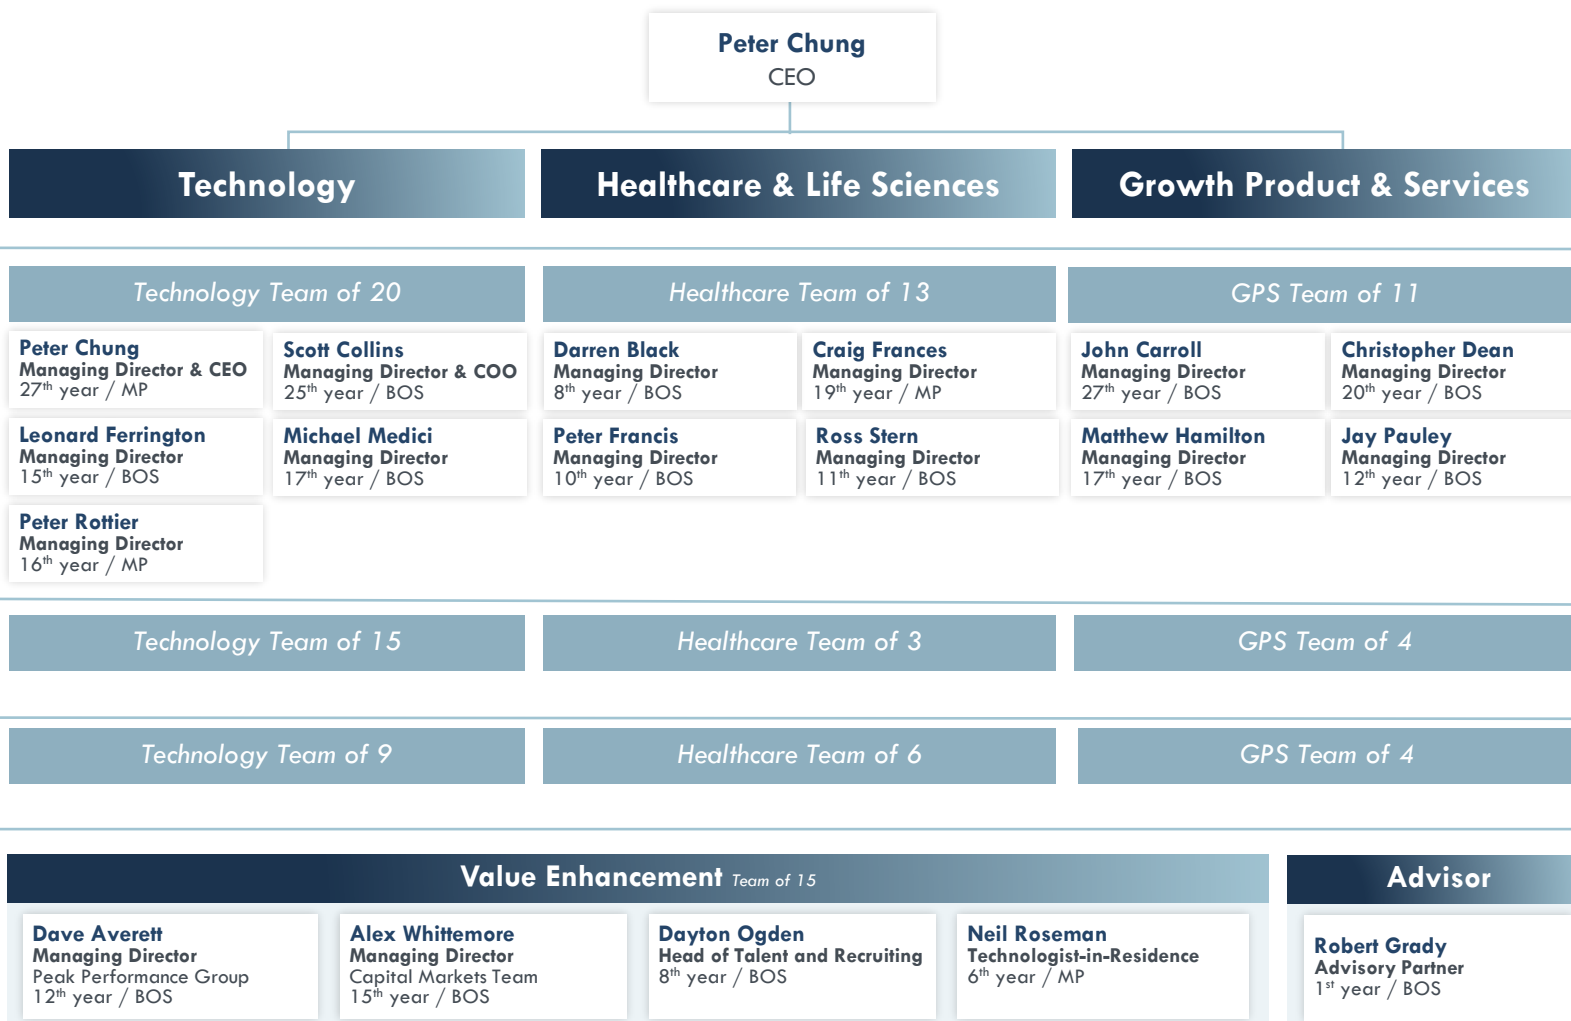 Peter Chung
CEO
Technology
Healthcare & Life Sciences
Growth Product & Services
Technology Team of 20
Healthcare Team of 13
GPS Team of 11
Peter Chung
Managing Director & CEO
27th year / MP
Scott Collins
Managing Director & COO
25th year / BOS
Leonard Ferrington
Managing Director
15th year / BOS
Michael Medici
Managing Director
17th year / BOS
Peter Rottier
Managing Director
16th year / MP
Darren Black
Managing Director
8th year / BOS
Craig Frances
Managing Director
19th year / MP
Peter Francis
Managing Director
10th year / BOS
Ross Stern
Managing Director
11th year / BOS
John Carroll
Managing Director
27th year / BOS
Christopher Dean
Managing Director
20th year / BOS
Matthew Hamilton
Managing Director
17th year / BOS
Jay Pauley
Managing Director
12th year / BOS
Technology Team of 15
Healthcare Team of 3
GPS Team of 4
Technology Team of 9
Healthcare Team of 6
GPS Team of 4
Value Enhancement Team of 15
Dave Averett
Managing Director
Peak Performance Group
12th year / BOS
Alex Whittemore
Managing Director
Capital Markets Team
15th year / BOS
Dayton Ogden
Head of Talent and Recruiting
8th year / BOS
Neil Roseman
Technologist-in-Residence
6th year / MP
Advisor
Robert Grady
Advisory Partner
1st year / BOS